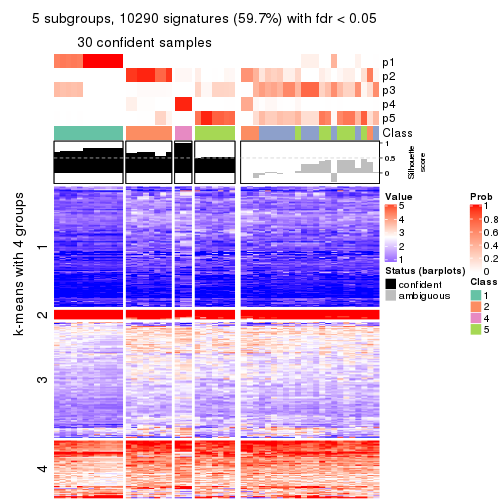 5 subgroups, 10290 signatures (59.7%) with fdr < 0.05
30 confident samples
p1
p2
p3
p4
p5
Class
1
0.5
0
Silhouette
score
k-means with 4 groups
1
2
3
4
Value
5
4
3
2
1
Status (barplots)
confident
ambiguous
Prob
1
0.8
0.6
0.4
0.2
0
Class
1
2
4
5